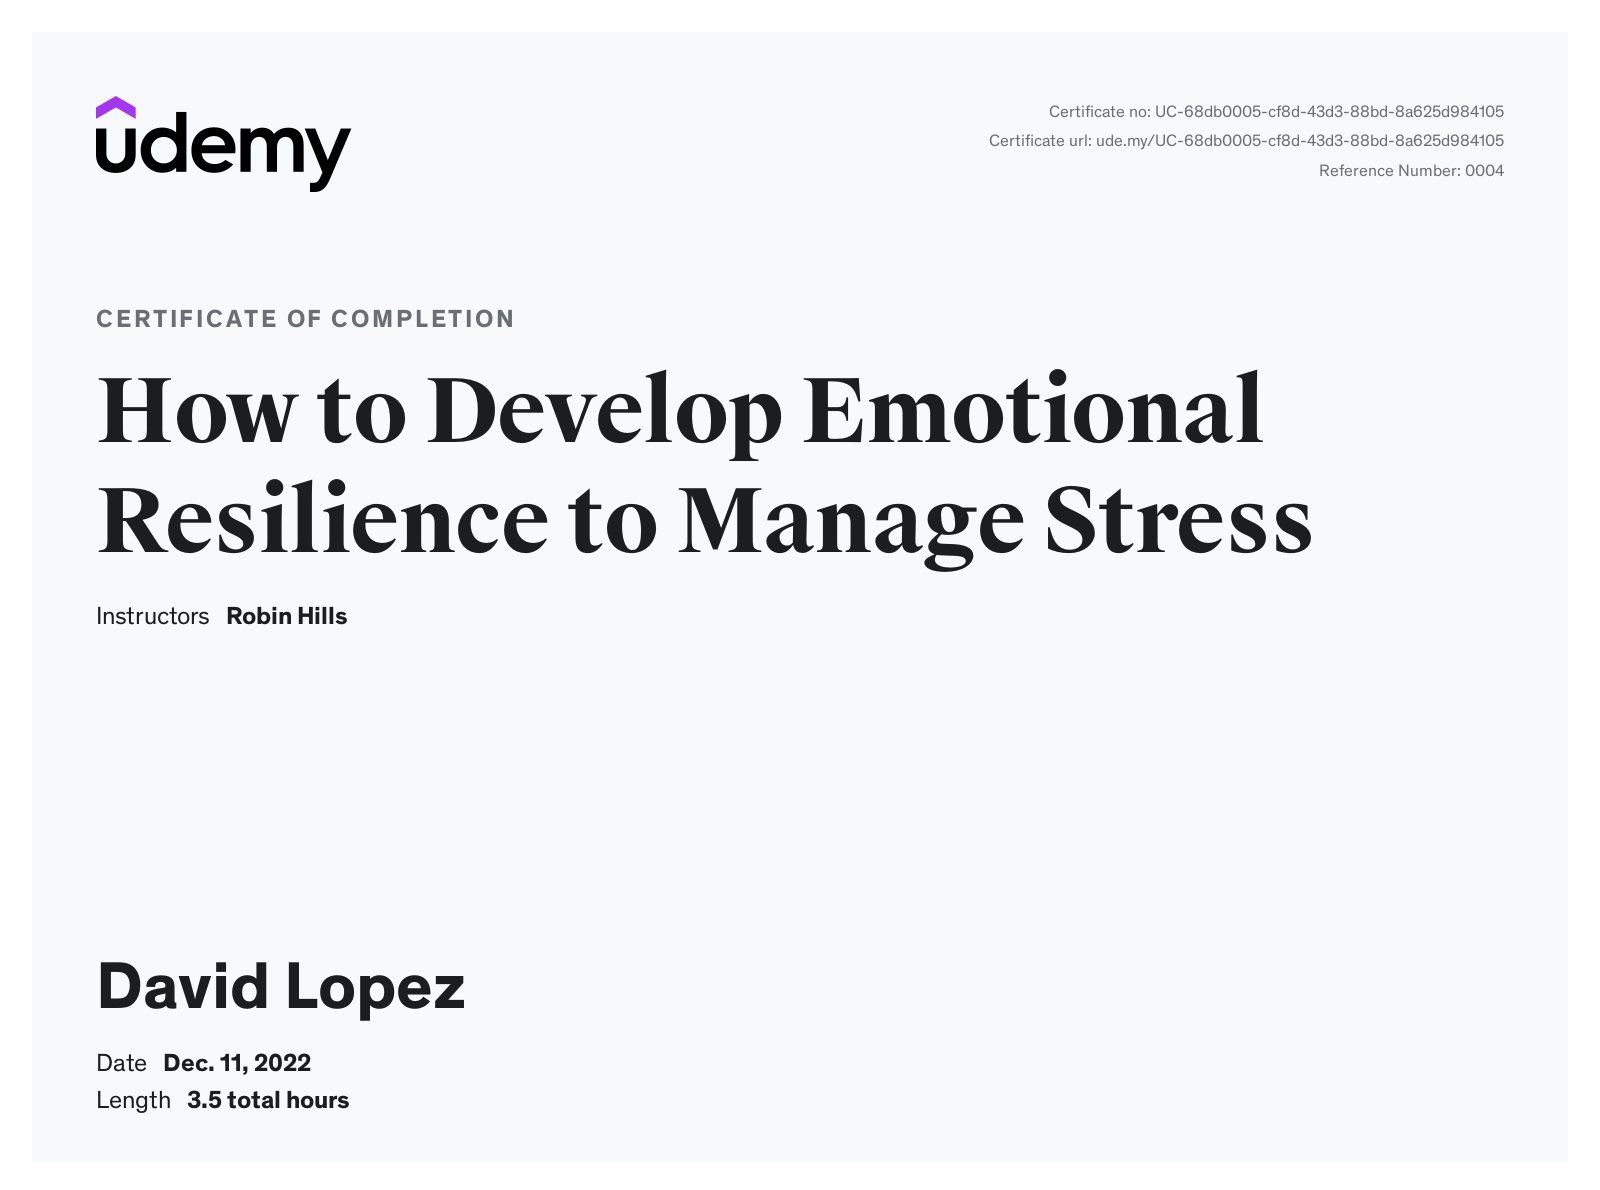 udemy
Certificate no: UC-68db0005-cf8d-43d3-88bd-8a625d984105
Certificate url: ude.my/UC-68db0005-cf8d-43d3-88bd-8a625d984105
Reference Number: 0004
CERTIFICATE OF COMPLETION
How to Develop Emotional
Resilience to Manage Stress
Instructors Robin Hills
David Lopez
Date Dec. 11, 2022
Length 3.5 total hours